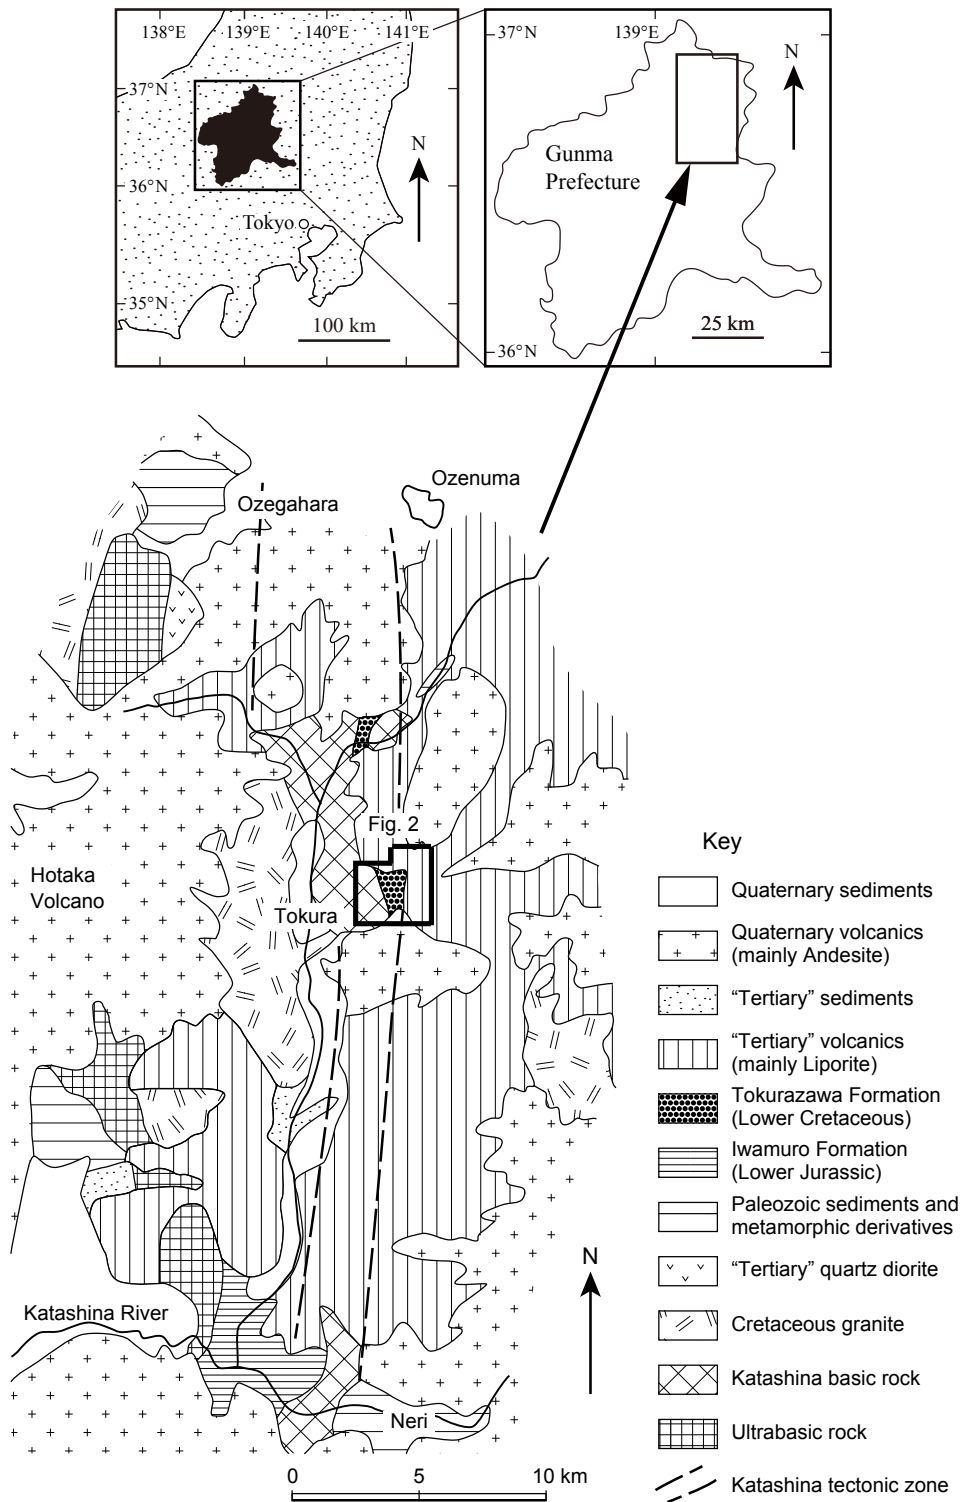 138°E
139°E
140°E
141°E
37°N
36°N
35°N
N
Tokyo
100 km
37°N
139°E
N
Gunma
Prefecture
25 km
36°N
Ozenuma
Ozegahara
Fig. 2
Hotaka
Volcano
Tokura
Katashina River
Neri
N
0
5
10 km
Key
Quaternary sediments
Quaternary volcanics
(mainly Andesite)
“Tertiary” sediments
“Tertiary” volcanics
(mainly Liporite)
Tokurazawa Formation
(Lower Cretaceous)
Iwamuro Formation
(Lower Jurassic)
Paleozoic sediments and
metamorphic derivatives
“Tertiary” quartz diorite
Cretaceous granite
Katashina basic rock
Ultrabasic rock
Katashina tectonic zone